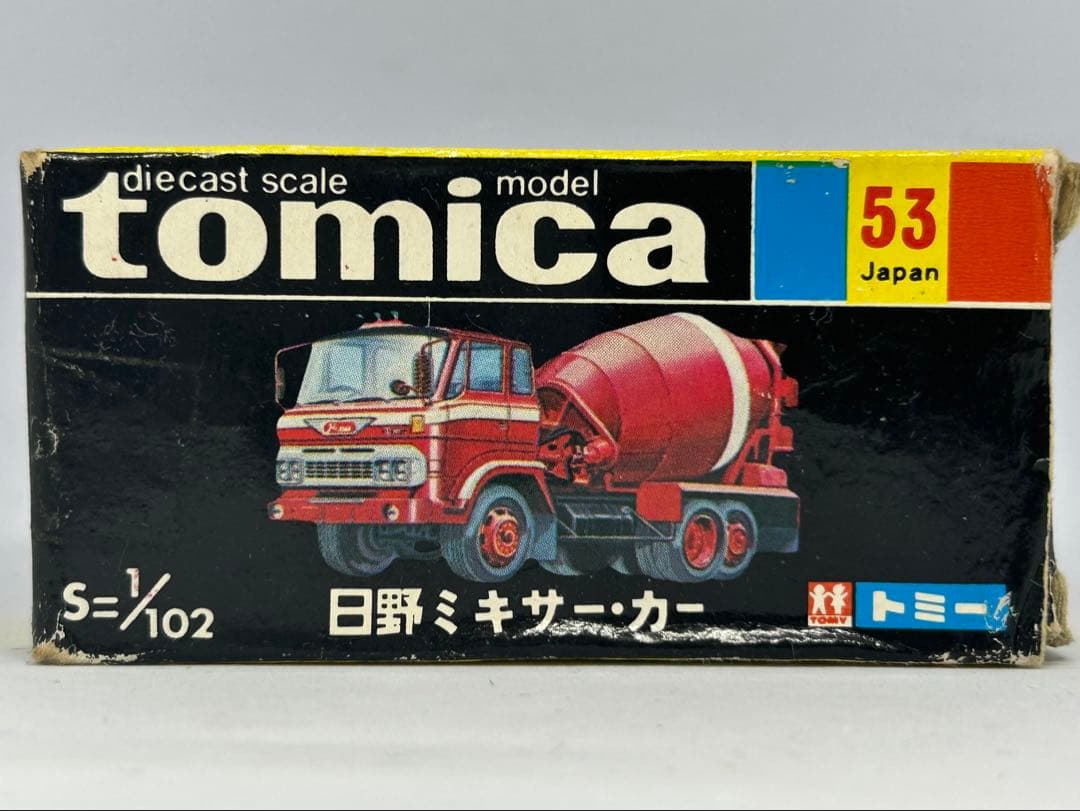 diecast scale model
tomica
53
Japan
Hino
S=1/102
日野ミキサー・カー
TOMY
トミー